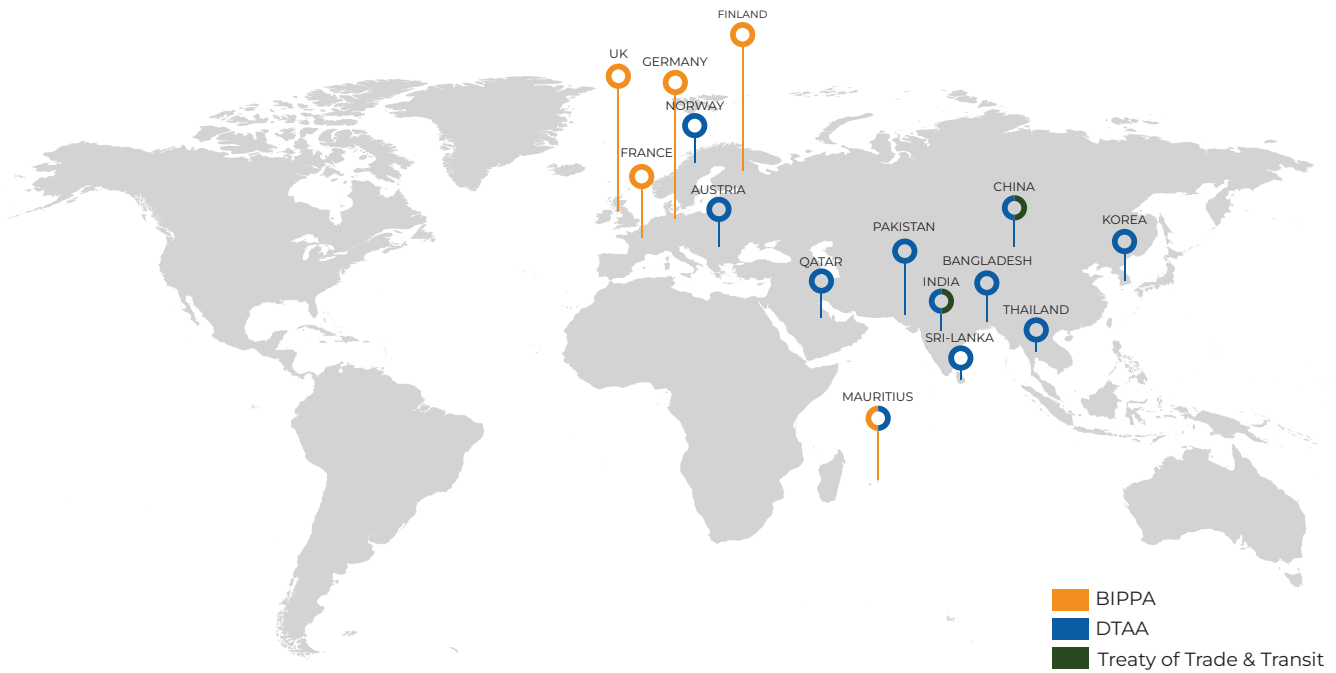 FINLAND
UK
GERMANY
NORWAY
FRANCE
AUSTRIA
CHINA
KOREA
PAKISTAN
QATAR
BANGLADESH
INDIA
THAILAND
SRI-LANKA
MAURITIUS
BIPPA
DTAA
Treaty of Trade & Transit